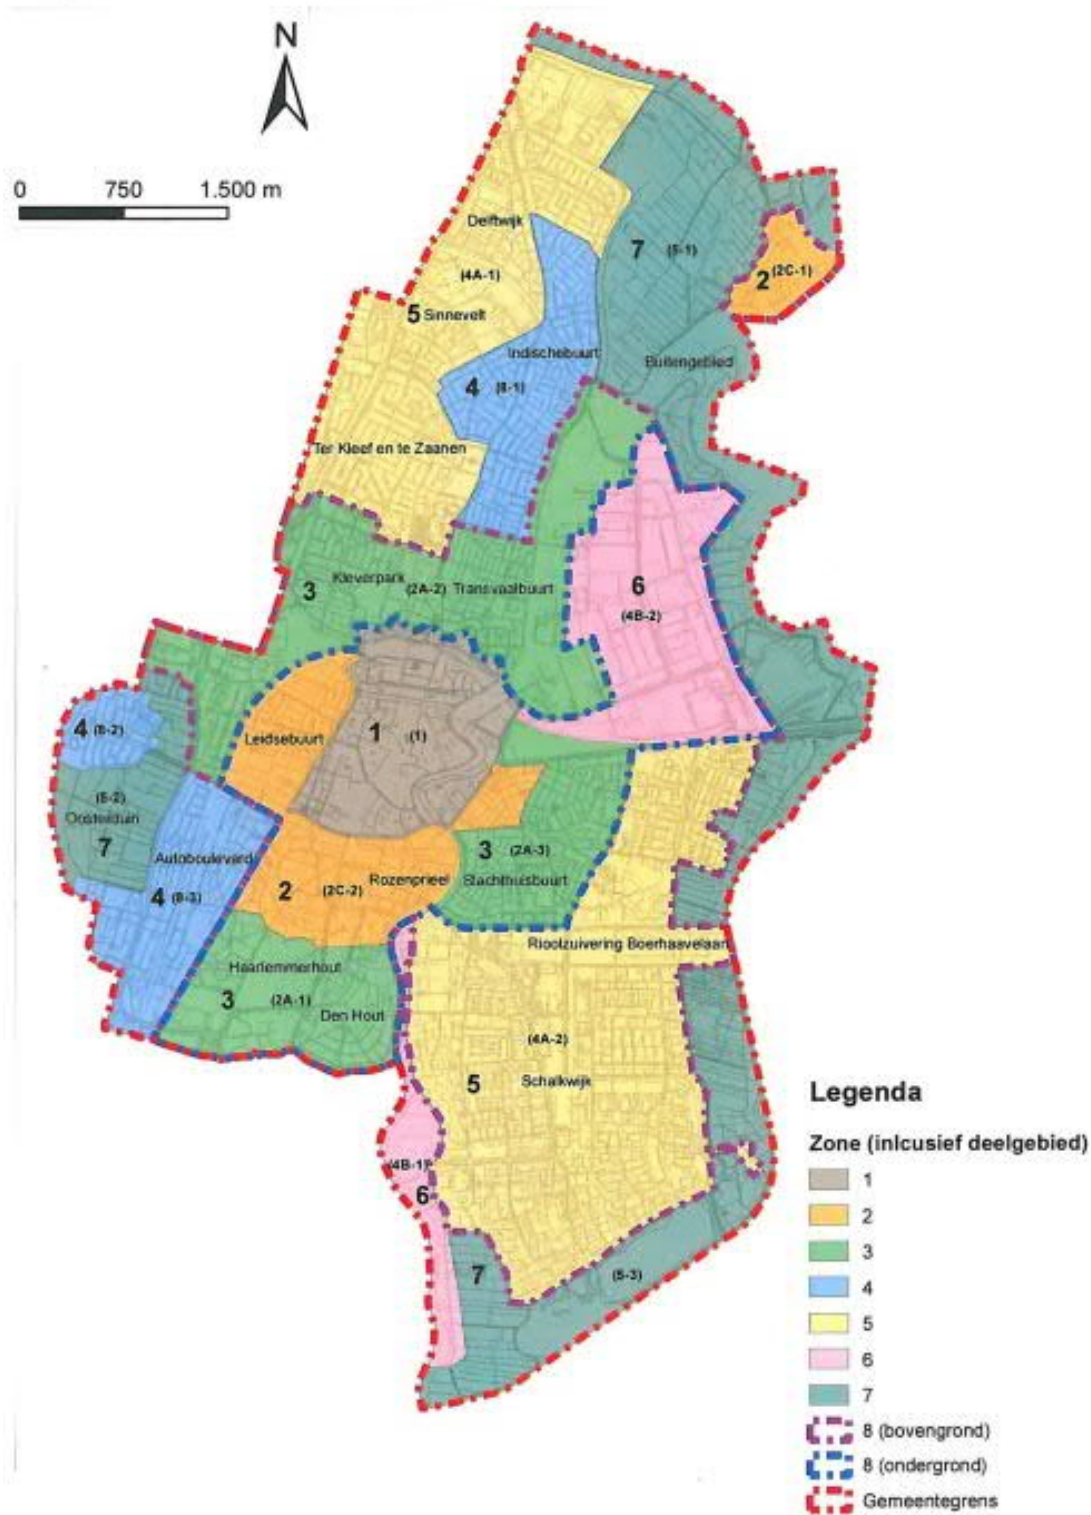 N
0 750 1.500 m
Delftwijk
7 (5-1)
2 (2C-1)
(4A-1)
5 Sinnevelt
Indischebuurt
Buitengebied
4 (8-1)
Ter Kleef en te Zaanen
Kleverpark
3 (2A-2) Transvaalbuurt
6
(4B-2)
4 (8-2)
Leidsebuurt
1 (1)
(5-2)
Oosterduin
7
Autoboulevard
3 (2A-3)
4 (8-3)
2 (2C-2) Rozenprieel
Slachthuisbuurt
Rioolzuivering Boerhaavelaan
Haarlemmerhout
3 (2A-1)
Den Hout
(4A-2)
5 Schalkwijk
(4B-1)
6
7 (5-3)
Legenda
Zone (inlcusief deelgebied)
1
2
3
4
5
6
7
8 (bovengrond)
8 (ondergrond)
Gemeentegrens